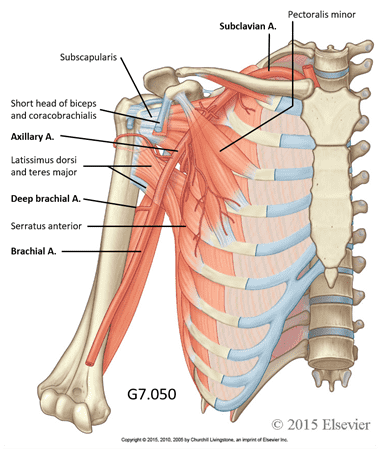 Pectoralis minor
Subclavian A.
Subscapularis
Short head of biceps
and coracobrachialis
Axillary A.
Latissimus dorsi
and teres major
Deep brachial A.
Serratus anterior
Brachial A.
G7.050
© 2015 Elsevier
Copyright © 2015, 2010, 2005 by Churchill Livingstone, an imprint of Elsevier Inc.